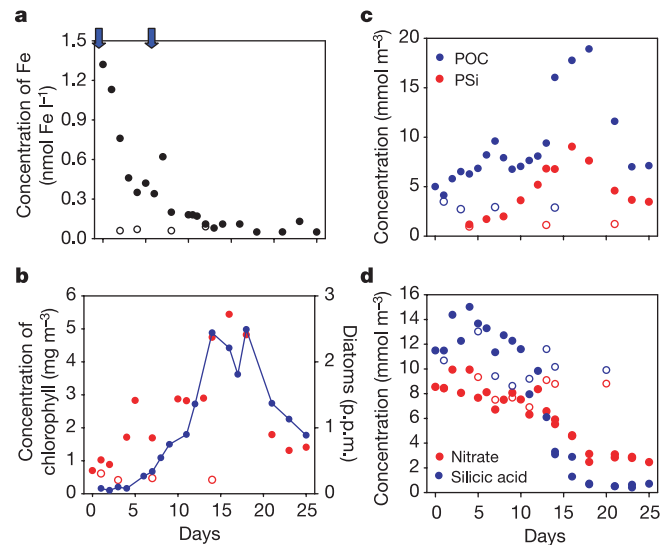 a
1.5
1.2
0.9
0.6
0.3
0.0
Concentration of Fe
(nmol Fe l−1)
b
6
5
4
3
2
1
0
Concentration of
chlorophyll (mg m−3)
3
2
1
0
Diatoms (p.p.m.)
0 5 10 15 20 25
Days
c
20
15
10
5
0
Concentration (mmol m−3)
POC
PSi
d
16
14
12
10
8
6
4
2
0
Concentration (mmol m−3)
Nitrate
Silicic acid
0 5 10 15 20 25
Days